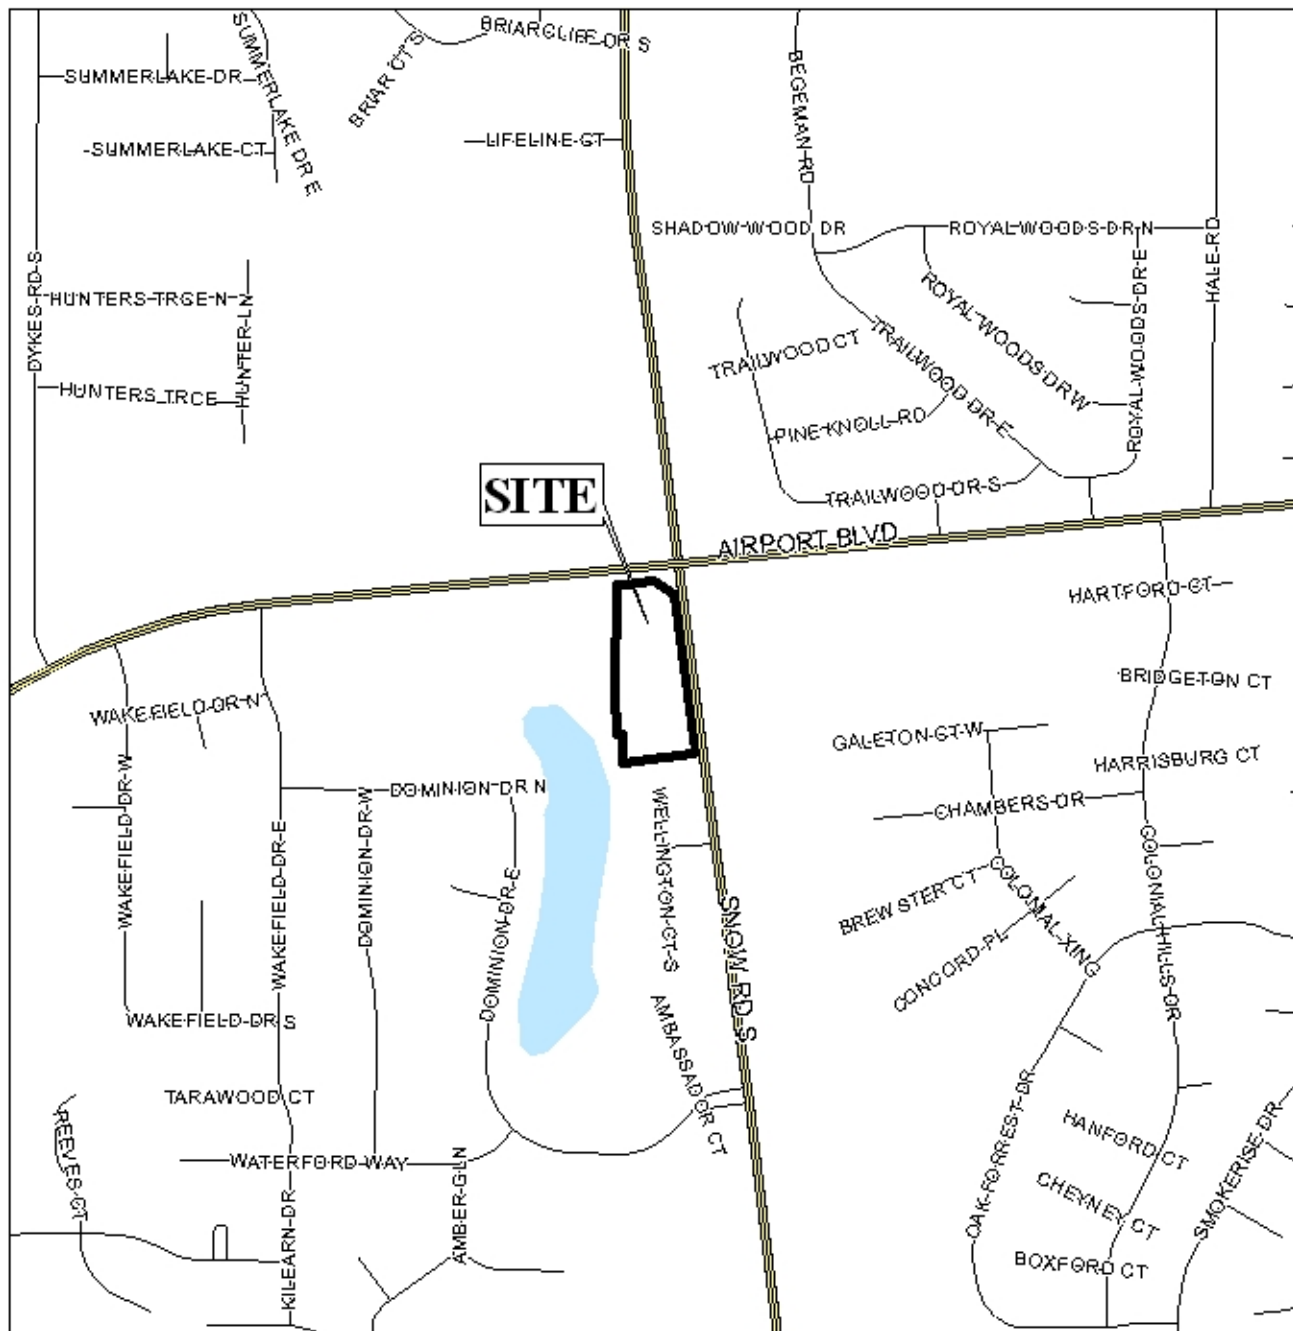 BRIARCLIFF DR S
SUMMERLAKE DR
SUMMERLAKE DR E
BRIAR CT S
BEGEMAN RD
SUMMERLAKE CT
LIFELINE CT
SHADOW WOOD DR
ROYAL WOODS DR N
DYKES RD S
HALE RD
HUNTERS TRCE N
HUNTER LN
ROYAL WOODS DR W
ROYAL WOODS DR E
TRAILWOOD CT
TRAILWOOD DR E
HUNTERS TRCE
PINE KNOLL RD
SITE
TRAILWOOD DR S
AIRPORT BLVD
HARTFORD CT
BRIDGETON CT
WAKEFIELD DR N
GALETON CT W
HARRISBURG CT
DOMINION DR N
CHAMBERS DR
WAKEFIELD DR W
WAKEFIELD DR E
DOMINION DR W
WELLINGTON CT S
BREWSTER CT
COLONIAL XING
COLONIAL HILLS DR
DOMINION DR E
SNOW RD S
CONCORD PL
WAKEFIELD DR S
AMBASSADOR CT
TARAWOOD CT
REEVES CT
WATERFORD WAY
OAK FORREST DR
HANFORD CT
SMOKERISE DR
KILEARN DR
AMBER G LN
CHEYNEY CT
BOXFORD CT